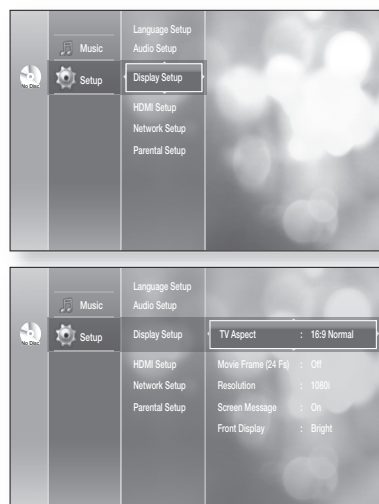 Language Setup
Music
Audio Setup
No Disc
Setup
Display Setup
HDMI Setup
Network Setup
Parental Setup
Language Setup
Music
Audio Setup
No Disc
Setup
Display Setup
TV Aspect : 16:9 Normal
HDMI Setup
Movie Frame (24 Fs) : Off
Network Setup
Resolution : 1080i
Parental Setup
Screen Message : On
Front Display : Bright